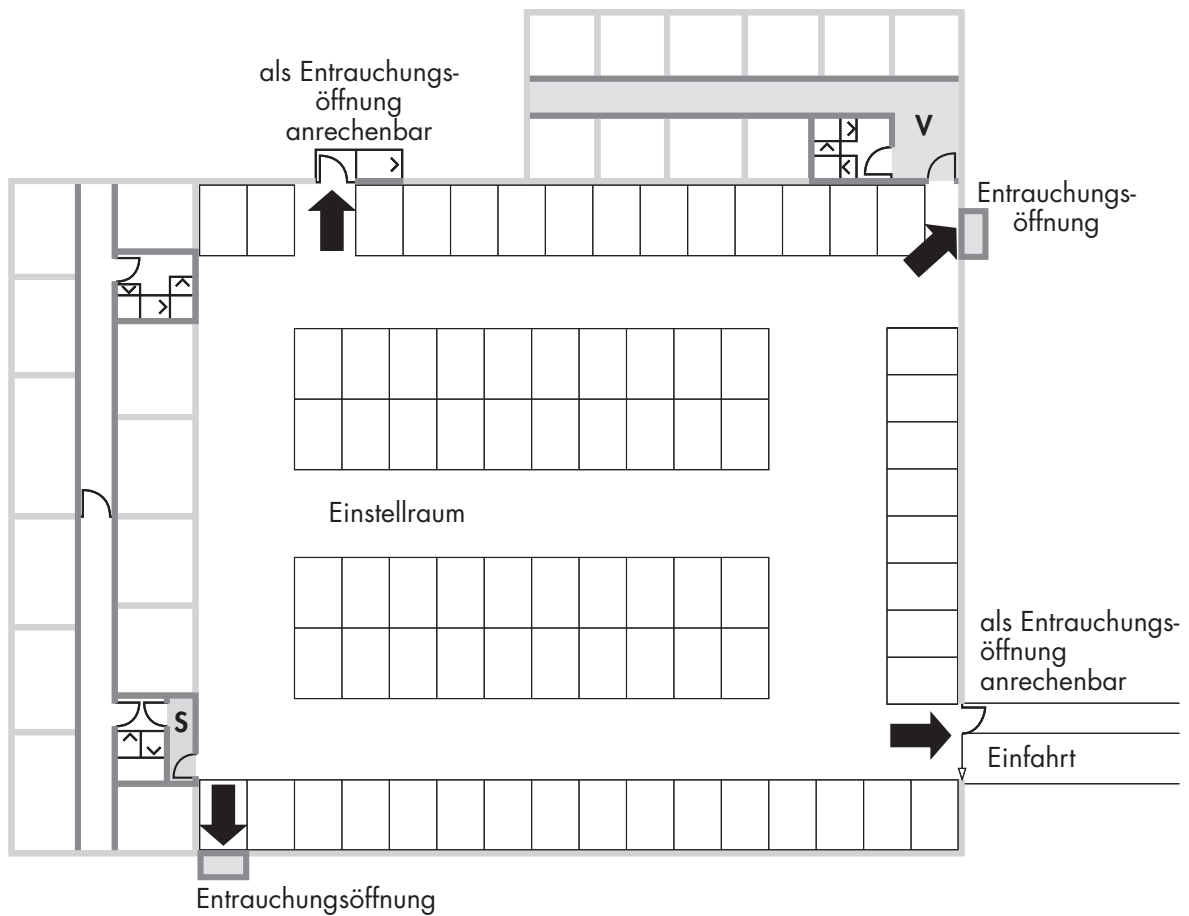 als Entrauchungs-
öffnung
anrechenbar
V
Entrauchungs-
öffnung
Einstellraum
als Entrauchungs-
öffnung
anrechenbar
S
Einfahrt
Entrauchungsöffnung